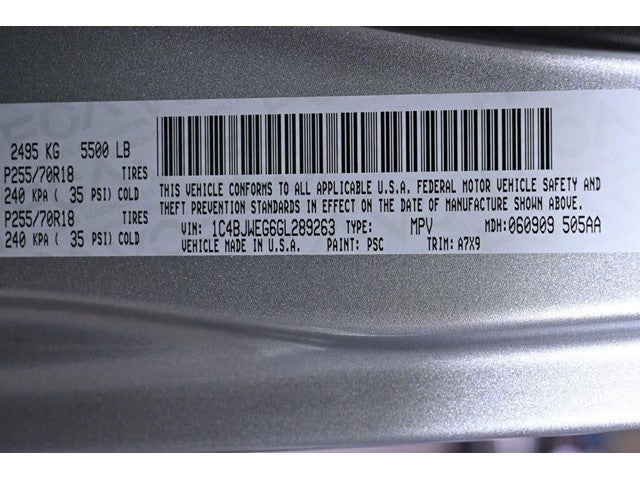 2495 KG 5500 LB
P255/70R18 TIRES
240 KPA ( 35 PSI) COLD
P255/70R18 TIRES
240 KPA ( 35 PSI) COLD
THIS VEHICLE CONFORMS TO ALL APPLICABLE U.S.A. FEDERAL MOTOR VEHICLE SAFETY AND
THEFT PREVENTION STANDARDS IN EFFECT ON THE DATE OF MANUFACTURE SHOWN ABOVE.
VIN: 1C4BJWEG6GL289263 TYPE: MPV MDH: 060909 505AA
VEHICLE MADE IN U.S.A. PAINT: PSC TRIM: A7X9